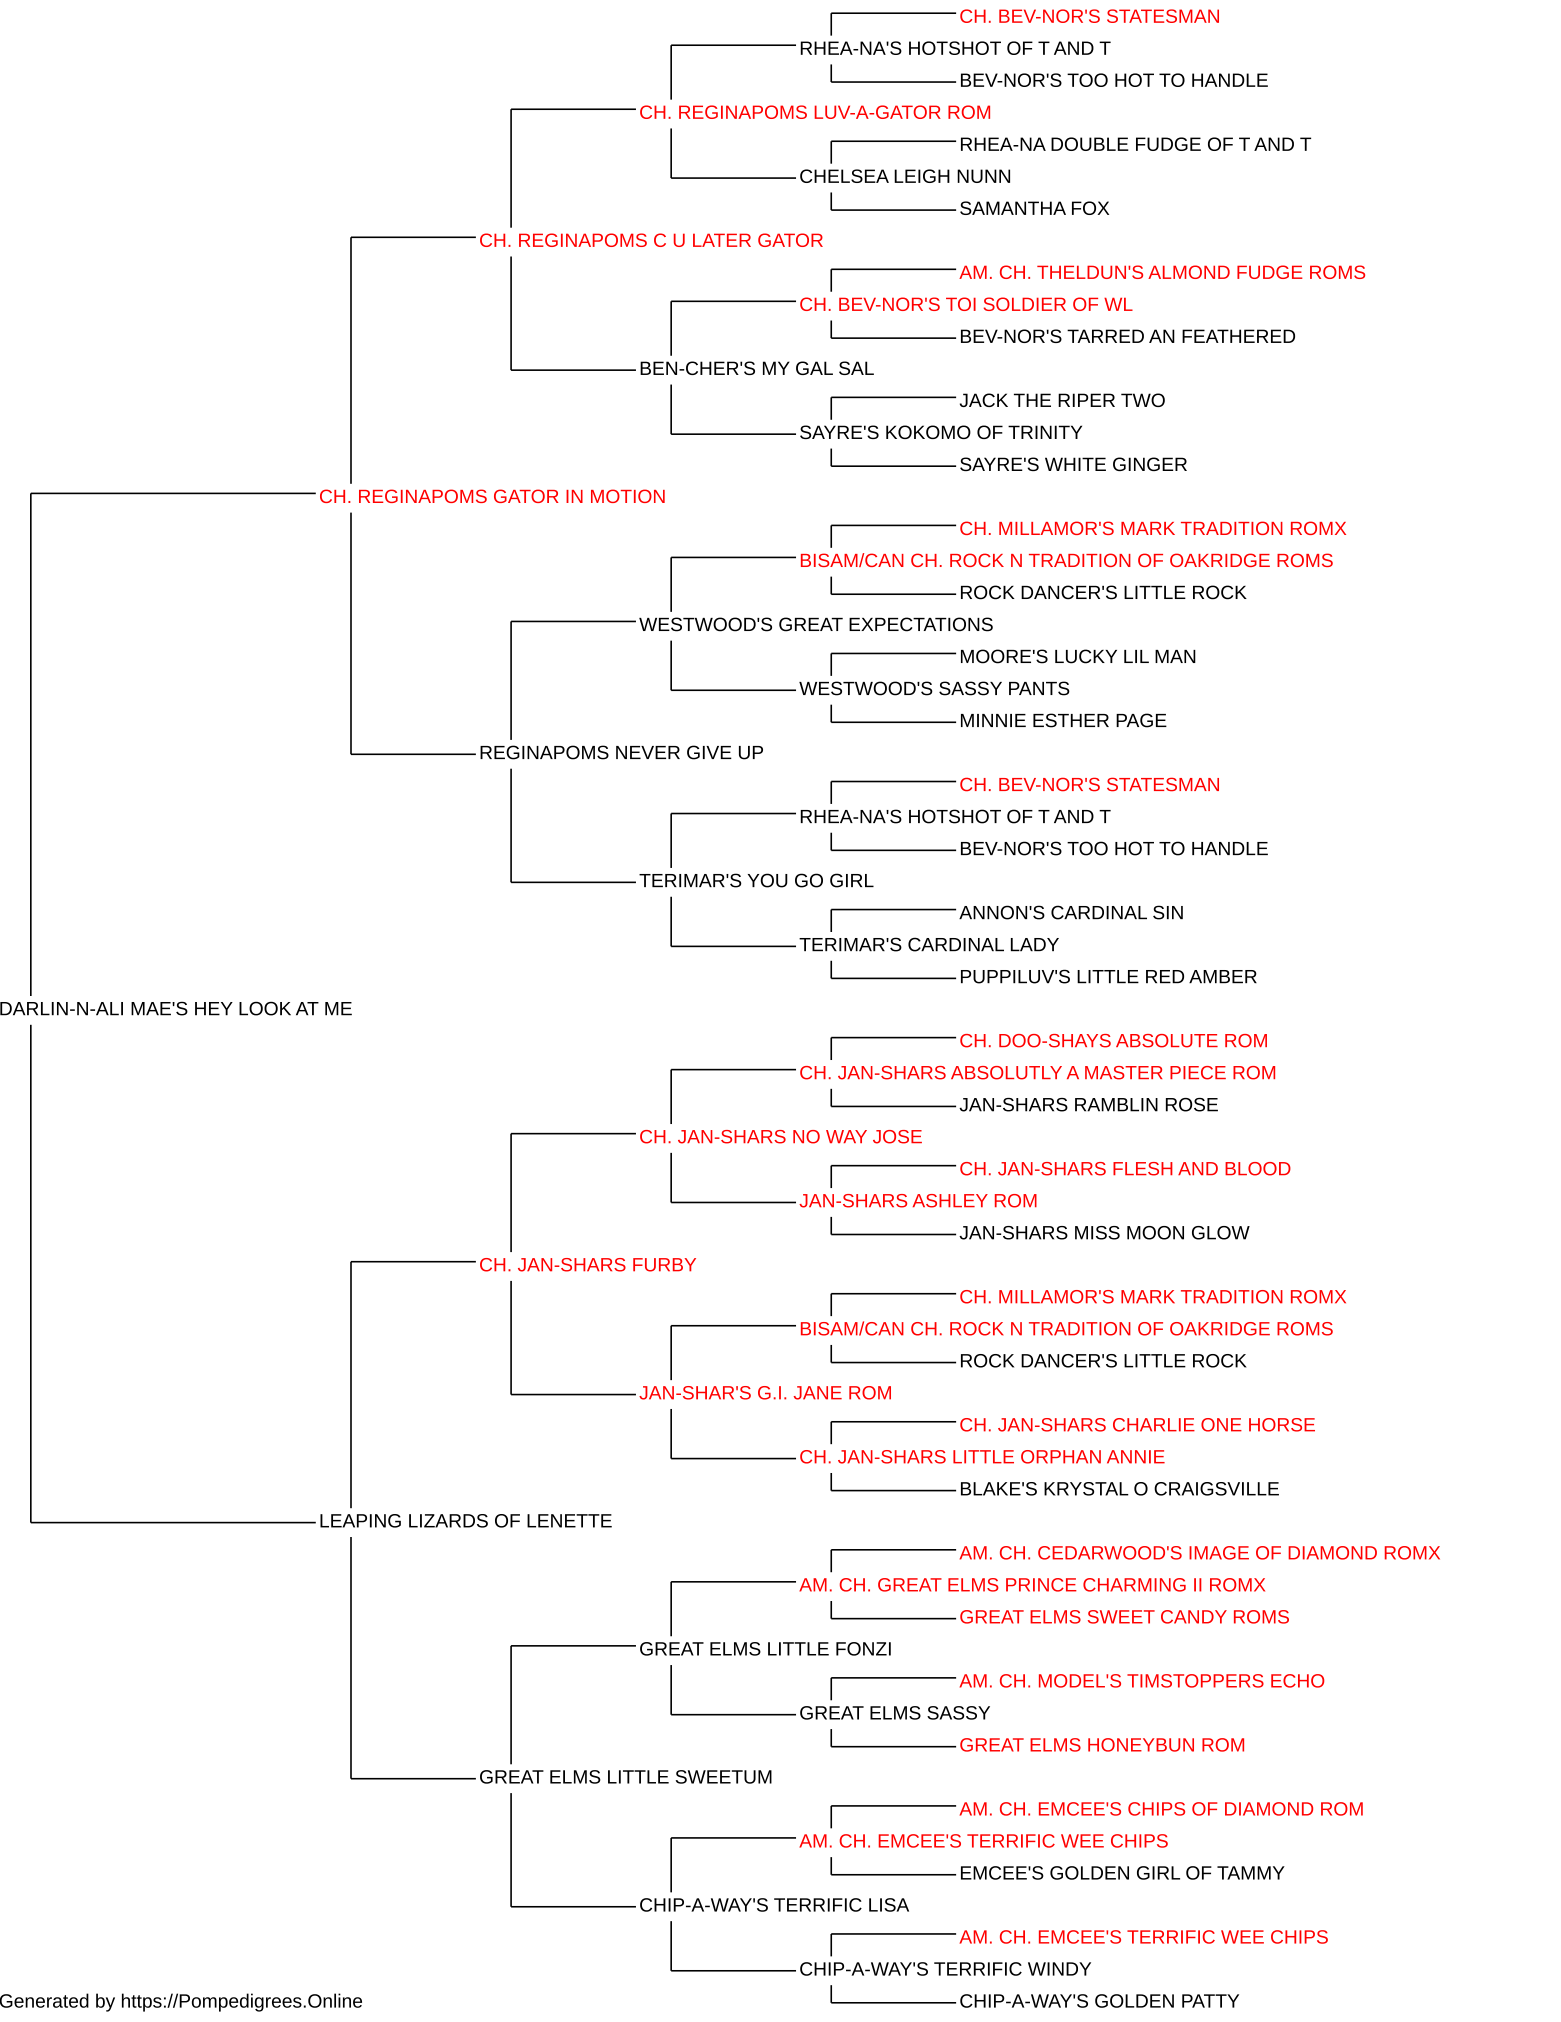 CH. BEV-NOR'S STATESMAN
RHEA-NA'S HOTSHOT OF T AND T
BEV-NOR'S TOO HOT TO HANDLE
CH. REGINAPOMS LUV-A-GATOR ROM
RHEA-NA DOUBLE FUDGE OF T AND T
CHELSEA LEIGH NUNN
SAMANTHA FOX
CH. REGINAPOMS C U LATER GATOR
AM. CH. THELDUN'S ALMOND FUDGE ROMS
CH. BEV-NOR'S TOI SOLDIER OF WL
BEV-NOR'S TARRED AN FEATHERED
BEN-CHER'S MY GAL SAL
JACK THE RIPER TWO
SAYRE'S KOKOMO OF TRINITY
SAYRE'S WHITE GINGER
CH. REGINAPOMS GATOR IN MOTION
CH. MILLAMOR'S MARK TRADITION ROMX
BISAM/CAN CH. ROCK N TRADITION OF OAKRIDGE ROMS
ROCK DANCER'S LITTLE ROCK
WESTWOOD'S GREAT EXPECTATIONS
MOORE'S LUCKY LIL MAN
WESTWOOD'S SASSY PANTS
MINNIE ESTHER PAGE
REGINAPOMS NEVER GIVE UP
CH. BEV-NOR'S STATESMAN
RHEA-NA'S HOTSHOT OF T AND T
BEV-NOR'S TOO HOT TO HANDLE
TERIMAR'S YOU GO GIRL
ANNON'S CARDINAL SIN
TERIMAR'S CARDINAL LADY
PUPPILUV'S LITTLE RED AMBER
DARLIN-N-ALI MAE'S HEY LOOK AT ME
CH. DOO-SHAYS ABSOLUTE ROM
CH. JAN-SHARS ABSOLUTLY A MASTER PIECE ROM
JAN-SHARS RAMBLIN ROSE
CH. JAN-SHARS NO WAY JOSE
CH. JAN-SHARS FLESH AND BLOOD
JAN-SHARS ASHLEY ROM
JAN-SHARS MISS MOON GLOW
CH. JAN-SHARS FURBY
CH. MILLAMOR'S MARK TRADITION ROMX
BISAM/CAN CH. ROCK N TRADITION OF OAKRIDGE ROMS
ROCK DANCER'S LITTLE ROCK
JAN-SHAR'S G.I. JANE ROM
CH. JAN-SHARS CHARLIE ONE HORSE
CH. JAN-SHARS LITTLE ORPHAN ANNIE
BLAKE'S KRYSTAL O CRAIGSVILLE
LEAPING LIZARDS OF LENETTE
AM. CH. CEDARWOOD'S IMAGE OF DIAMOND ROMX
AM. CH. GREAT ELMS PRINCE CHARMING II ROMX
GREAT ELMS SWEET CANDY ROMS
GREAT ELMS LITTLE FONZI
AM. CH. MODEL'S TIMSTOPPERS ECHO
GREAT ELMS SASSY
GREAT ELMS HONEYBUN ROM
GREAT ELMS LITTLE SWEETUM
AM. CH. EMCEE'S CHIPS OF DIAMOND ROM
AM. CH. EMCEE'S TERRIFIC WEE CHIPS
EMCEE'S GOLDEN GIRL OF TAMMY
CHIP-A-WAY'S TERRIFIC LISA
AM. CH. EMCEE'S TERRIFIC WEE CHIPS
CHIP-A-WAY'S TERRIFIC WINDY
CHIP-A-WAY'S GOLDEN PATTY
Generated by https://Pompedigrees.Online